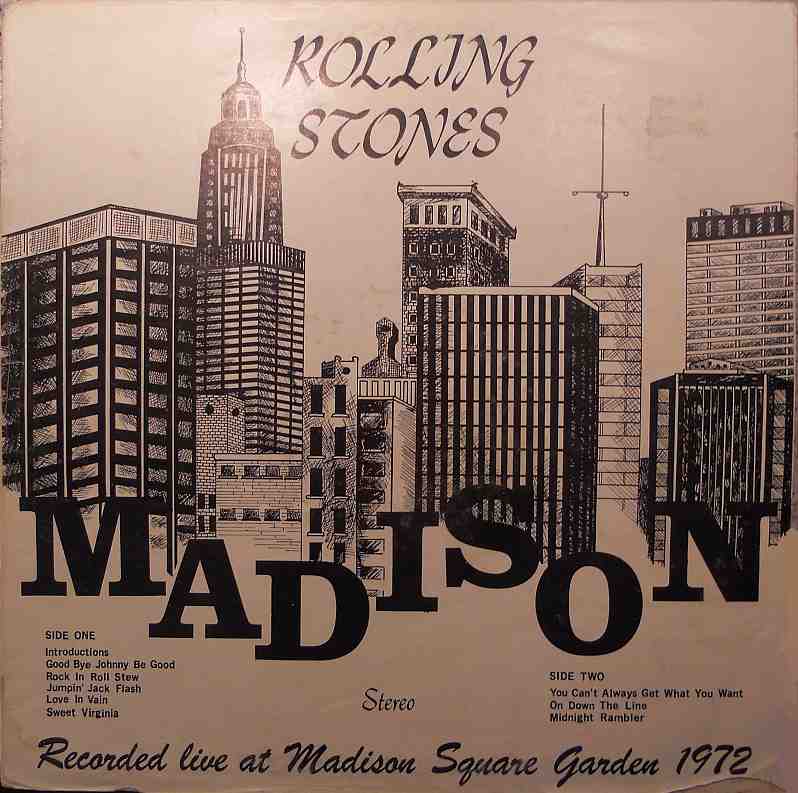 ROLLING
STONES
MADISON
SIDE ONE
Introductions
Good Bye Johnny Be Good
Rock In Roll Stew
Jumpin' Jack Flash
Love In Vain
Sweet Virginia
Stereo
SIDE TWO
You Can't Always Get What You Want
On Down The Line
Midnight Rambler
Recorded live at Madison Square Garden 1972